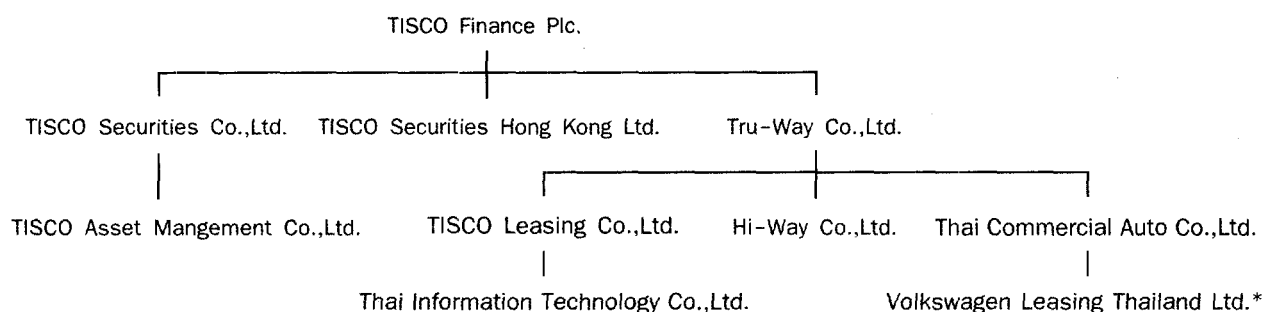 TISCO Finance Plc.
TISCO Securities Co.,Ltd. TISCO Securities Hong Kong Ltd. Tru-Way Co.,Ltd.
TISCO Asset Mangement Co.,Ltd. TISCO Leasing Co.,Ltd. Hi-Way Co.,Ltd. Thai Commercial Auto Co.,Ltd.
Thai Information Technology Co.,Ltd. Volkswagen Leasing Thailand Ltd.*